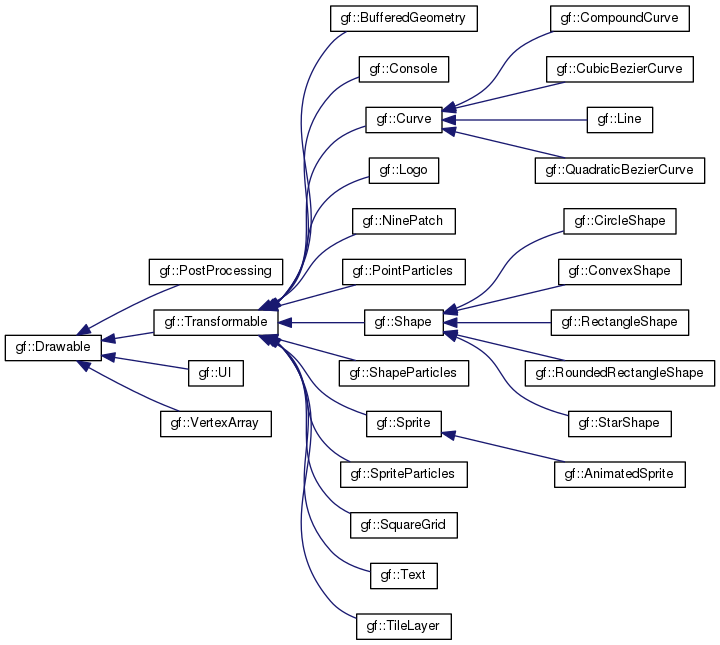 gf::BufferedGeometry
gf::CompoundCurve
gf::Console
gf::CubicBezierCurve
gf::Curve
gf::Line
gf::Logo
gf::QuadraticBezierCurve
gf::NinePatch
gf::CircleShape
gf::PostProcessing
gf::PointParticles
gf::ConvexShape
gf::Transformable
gf::Shape
gf::RectangleShape
gf::Drawable
gf::UI
gf::ShapeParticles
gf::RoundedRectangleShape
gf::VertexArray
gf::Sprite
gf::StarShape
gf::SpriteParticles
gf::AnimatedSprite
gf::SquareGrid
gf::Text
gf::TileLayer